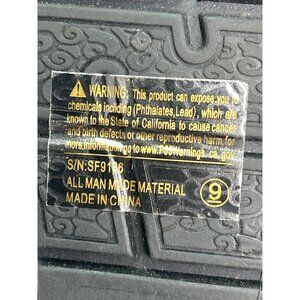 ⚠ WARNING: This product can expose you to
chemicals including (Phthalates,Lead) , which are
known to the State of California to cause cancer
and birth defects or other reproductive harm. for
more.information.go to www.P65Warnings. ca. gov
S/N:SF9166
ALL MAN MADE MATERIAL
MADE IN CHINA
9